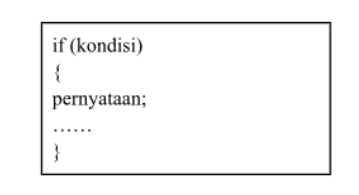 if (kondisi)
{
pernyataan;
......
}